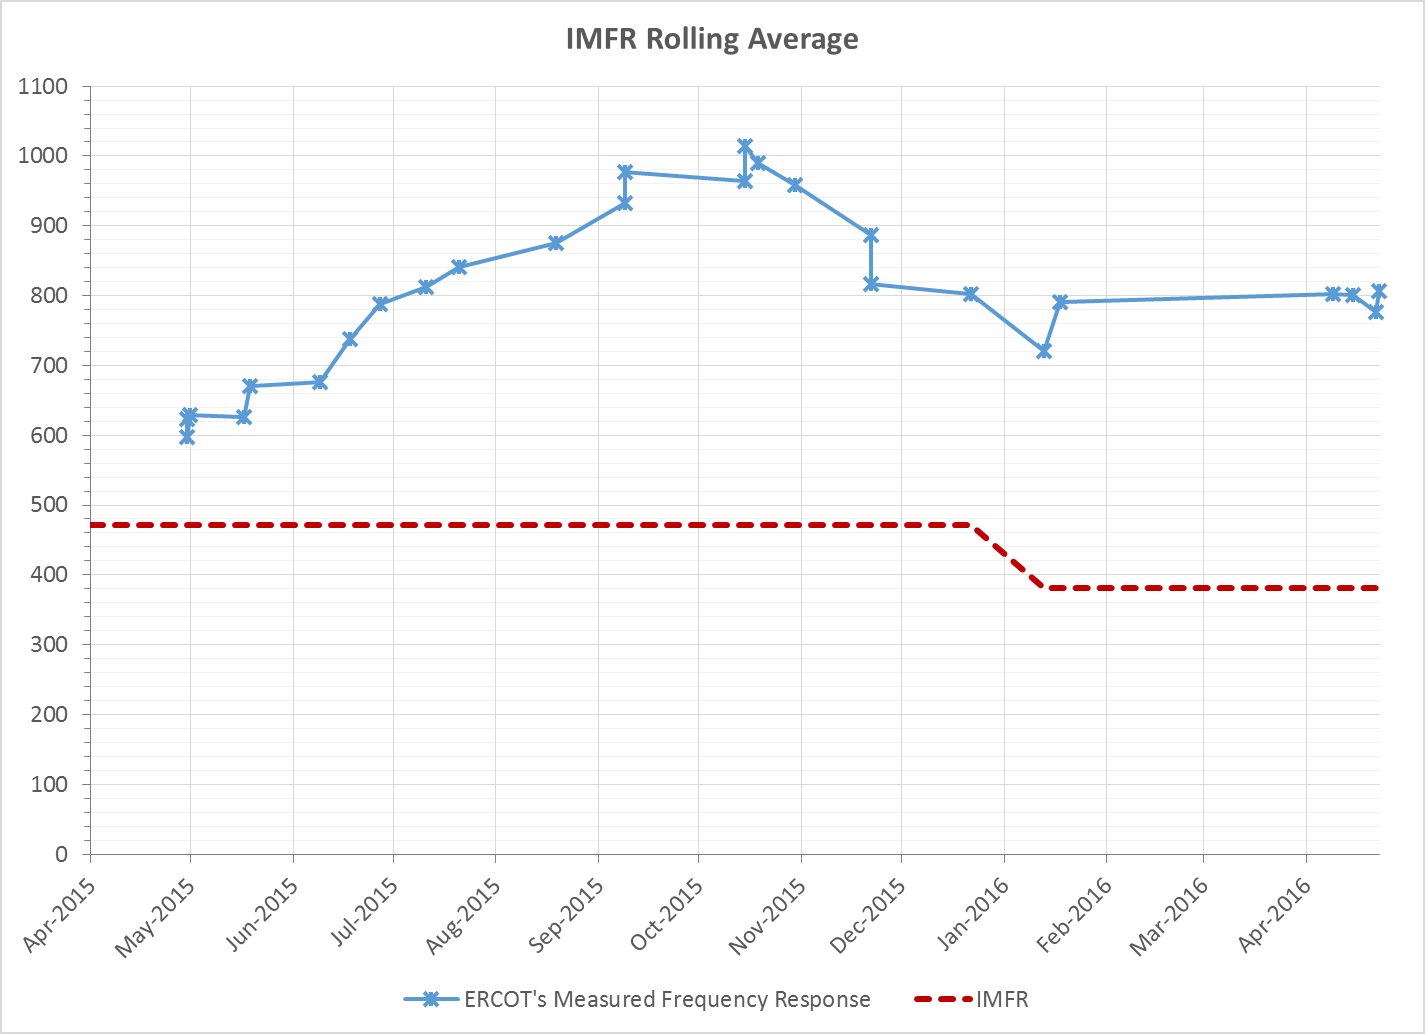 IMFR Rolling Average
1100
1000
900
800
700
600
500
400
300
200
100
0
Apr-2015
May-2015
Jun-2015
Jul-2015
Aug-2015
Sep-2015
Oct-2015
Nov-2015
Dec-2015
Jan-2016
Feb-2016
Mar-2016
Apr-2016
ERCOT's Measured Frequency Response
IMFR